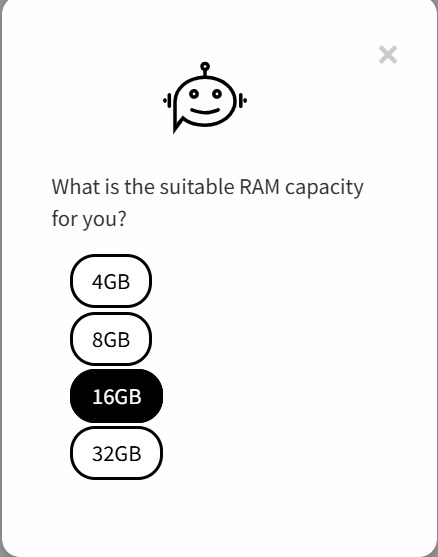 What is the suitable RAM capacity
for you?
4GB
8GB
16GB
32GB